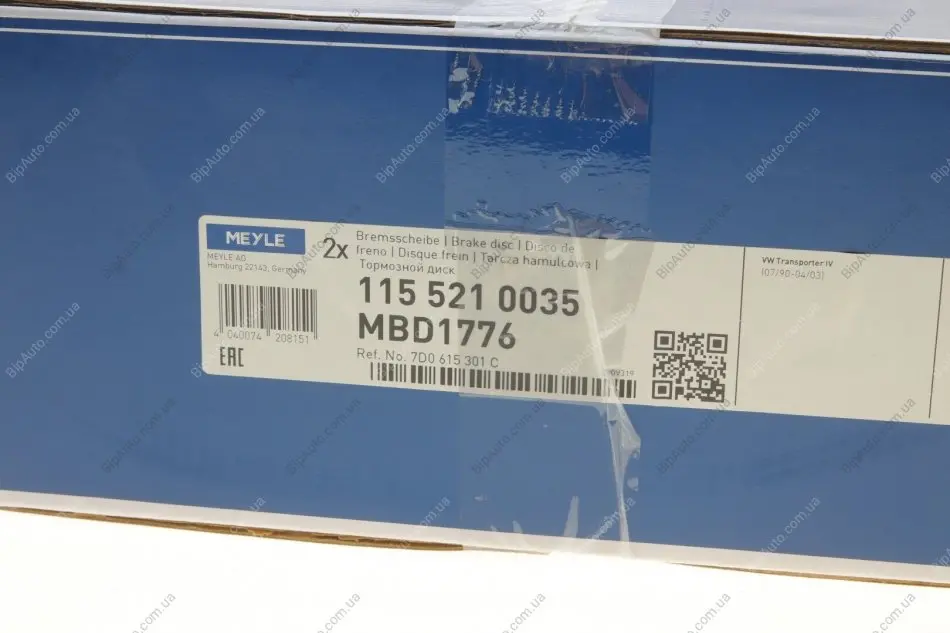 MEYLE
MEYLE AG
Hamburg 22143, Germany
2x
Bremsscheibe | Brake disc | Disco de
freno | Disque frein | Tarcza hamulcowa |
Тормозной диск
115 521 0035
MBD1776
Ref. No. 7D0 615 301 C
4 040074 208151
EAC
VW Transporter IV
(07/90-04/03)
BipAuto.com.ua